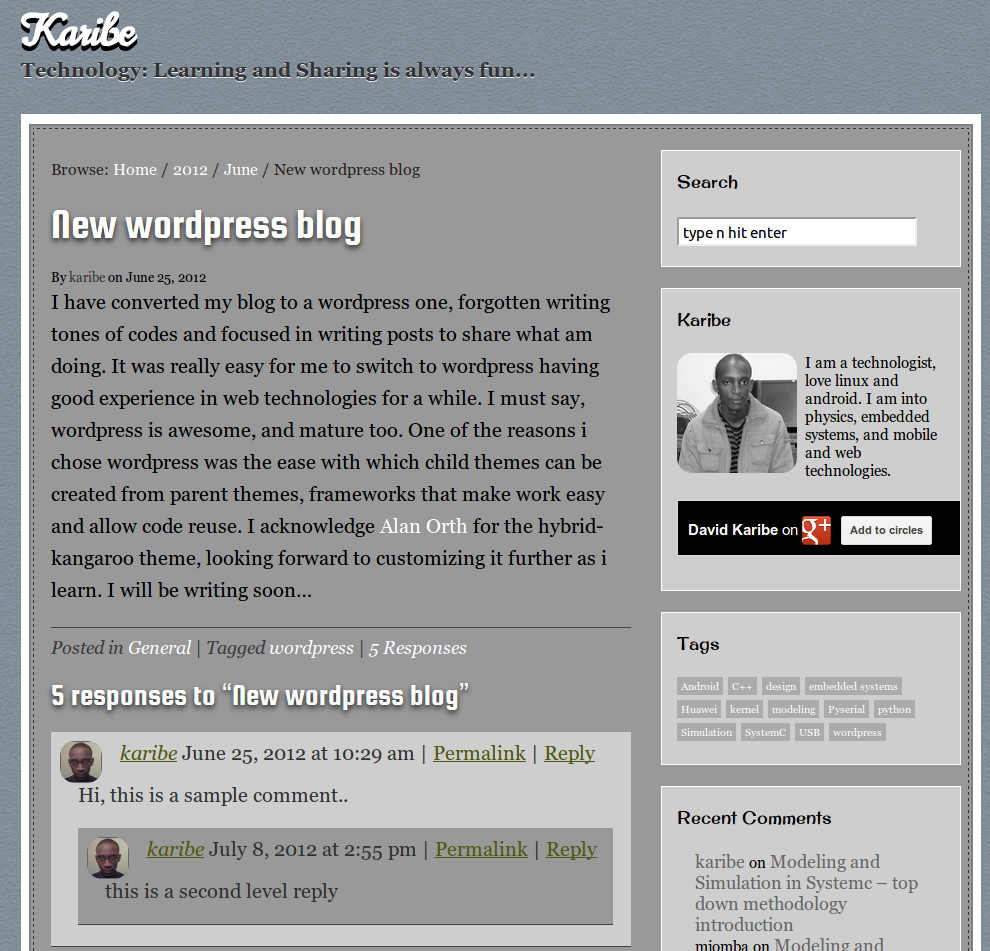 Karibe
Technology: Learning and Sharing is always fun...
Browse: Home / 2012 / June / New wordpress blog
New wordpress blog
By karibe on June 25, 2012
I have converted my blog to a wordpress one, forgotten writing
tones of codes and focused in writing posts to share what am
doing. It was really easy for me to switch to wordpress having
good experience in web technologies for a while. I must say,
wordpress is awesome, and mature too. One of the reasons i
chose wordpress was the ease with which child themes can be
created from parent themes, frameworks that make work easy
and allow code reuse. I acknowledge Alan Orth for the hybrid-
kangaroo theme, looking forward to customizing it further as i
learn. I will be writing soon...
Posted in General | Tagged wordpress | 5 Responses
5 responses to “New wordpress blog”
karibe June 25, 2012 at 10:29 am | Permalink | Reply
Hi, this is a sample comment..
karibe July 8, 2012 at 2:55 pm | Permalink | Reply
this is a second level reply
Search
type n hit enter
Karibe
I am a technologist,
love linux and
android. I am into
physics, embedded
systems, and mobile
and web
technologies.
David Karibe on g+ Add to circles
Tags
Android C++ design embedded systems
Huawei kernel modeling Pyserial python
Simulation SystemC USB wordpress
Recent Comments
karibe on Modeling and
Simulation in Systemc – top
down methodology
introduction
miomba on Modeling and